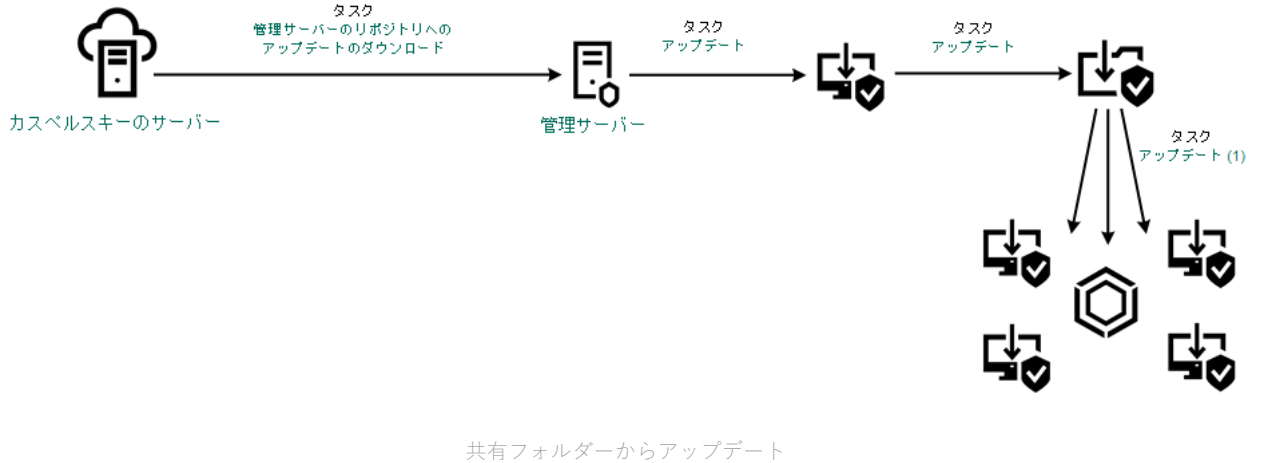 タスク
管理サーバーのリポジトリへの
アップデートのダウンロード
タスク
アップデート
タスク
アップデート
カスペルスキーのサーバー
管理サーバー
タスク
アップデート (1)
共有フォルダーからアップデート